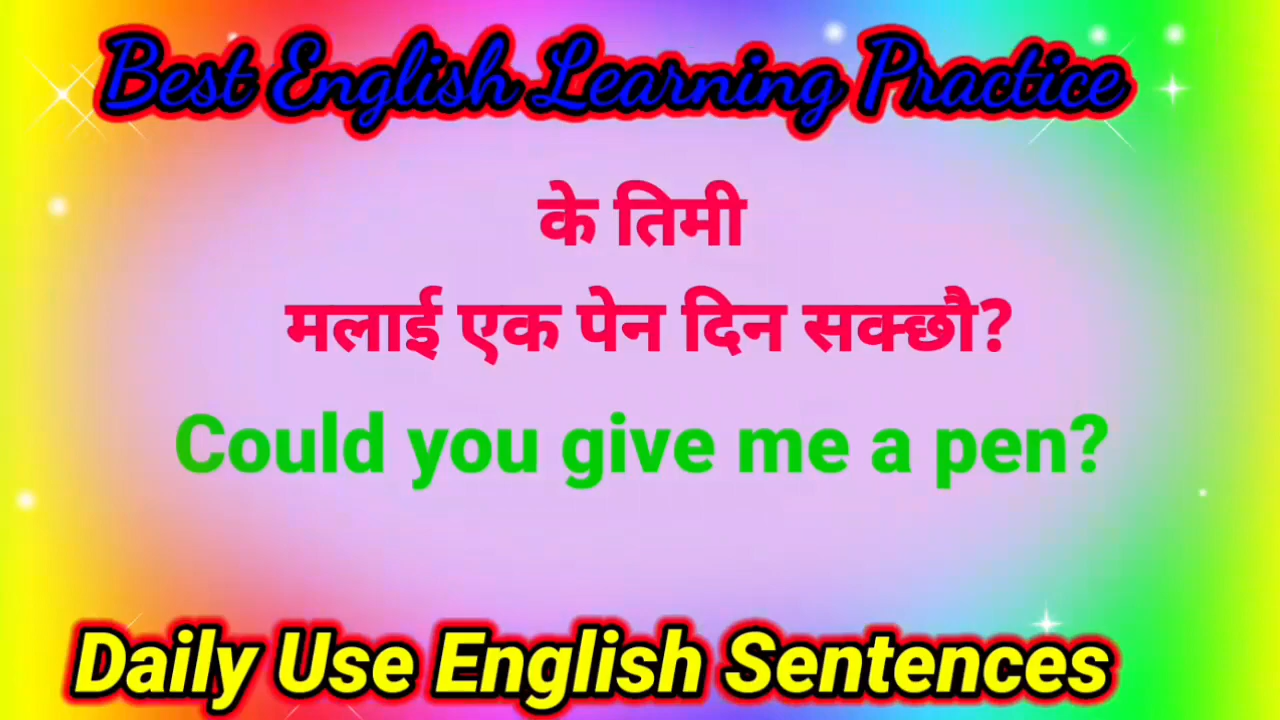 Best English Learning Practice
के तिमी
मलाई एक पेन दिन सक्छौ?
Could you give me a pen?
Daily Use English Sentences